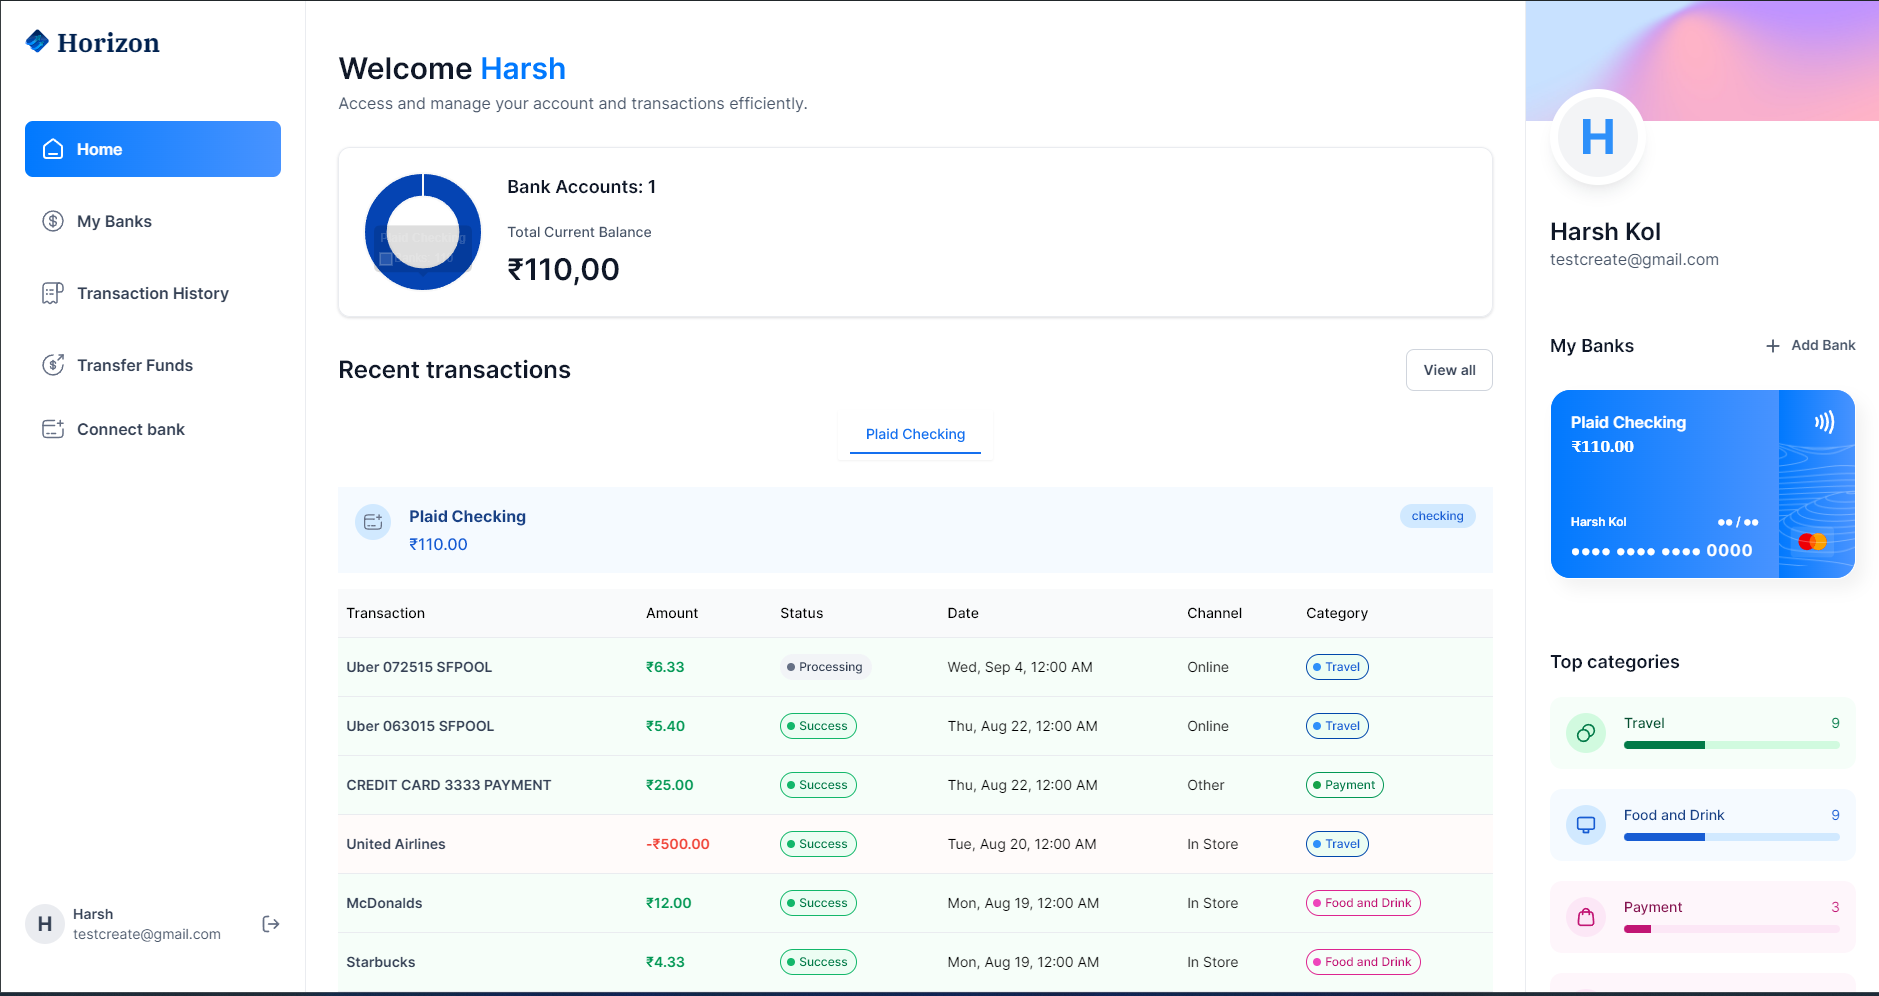 Horizon
Home
My Banks
Transaction History
Transfer Funds
Connect bank
H
Harsh
testcreate@gmail.com
Welcome Harsh
Access and manage your account and transactions efficiently.
Plaid Checking
Bank Accounts: 1
Total Current Balance
₹110,00
Recent transactions
View all
Plaid Checking
Plaid Checking
₹110.00
checking
Transaction Amount Status Date Channel Category
Uber 072515 SFPOOL ₹6.33 Processing Wed, Sep 4, 12:00 AM Online Travel
Uber 063015 SFPOOL ₹5.40 Success Thu, Aug 22, 12:00 AM Online Travel
CREDIT CARD 3333 PAYMENT ₹25.00 Success Thu, Aug 22, 12:00 AM Other Payment
United Airlines -₹500.00 Success Tue, Aug 20, 12:00 AM In Store Travel
McDonalds ₹12.00 Success Mon, Aug 19, 12:00 AM In Store Food and Drink
Starbucks ₹4.33 Success Mon, Aug 19, 12:00 AM In Store Food and Drink
H
Harsh Kol
testcreate@gmail.com
My Banks
+ Add Bank
Plaid Checking
₹110.00
Harsh Kol ●● / ●●
●●●● ●●●● ●●●● 0000
Top categories
Travel 9
Food and Drink 9
Payment 3